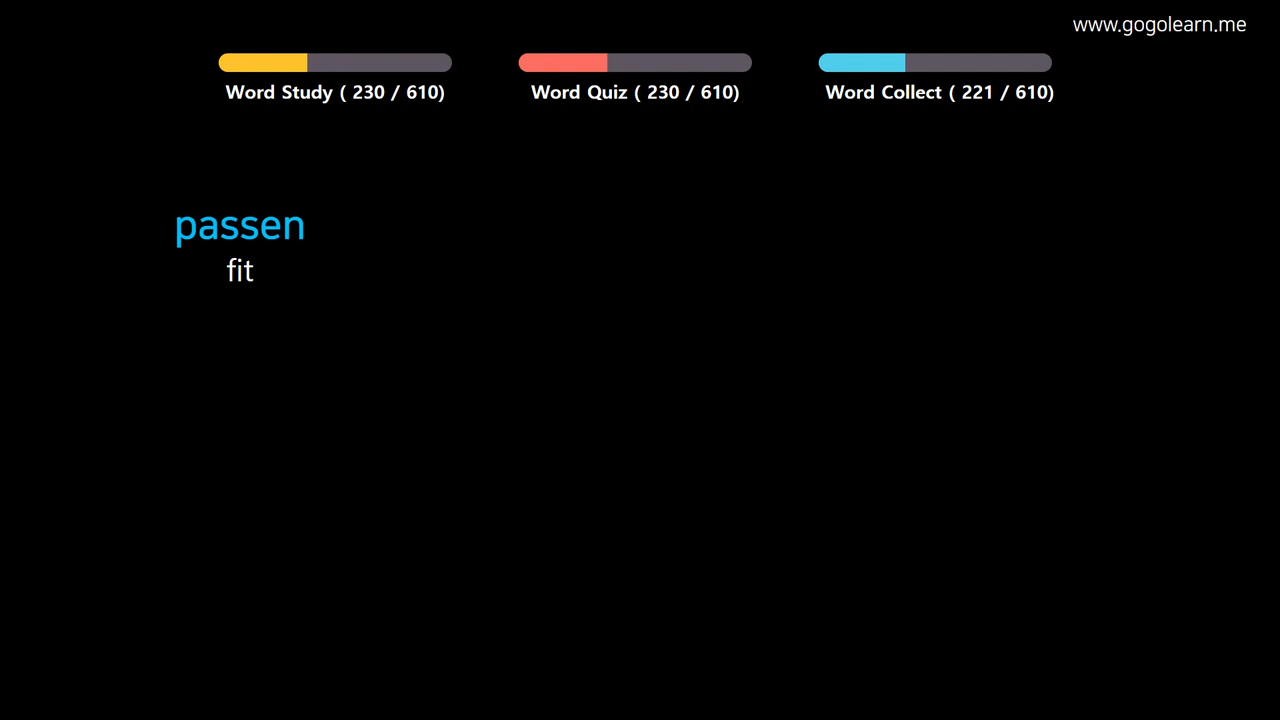 www.gogolearn.me
Word Study ( 230 / 610)
Word Quiz ( 230 / 610)
Word Collect ( 221 / 610)
passen
fit